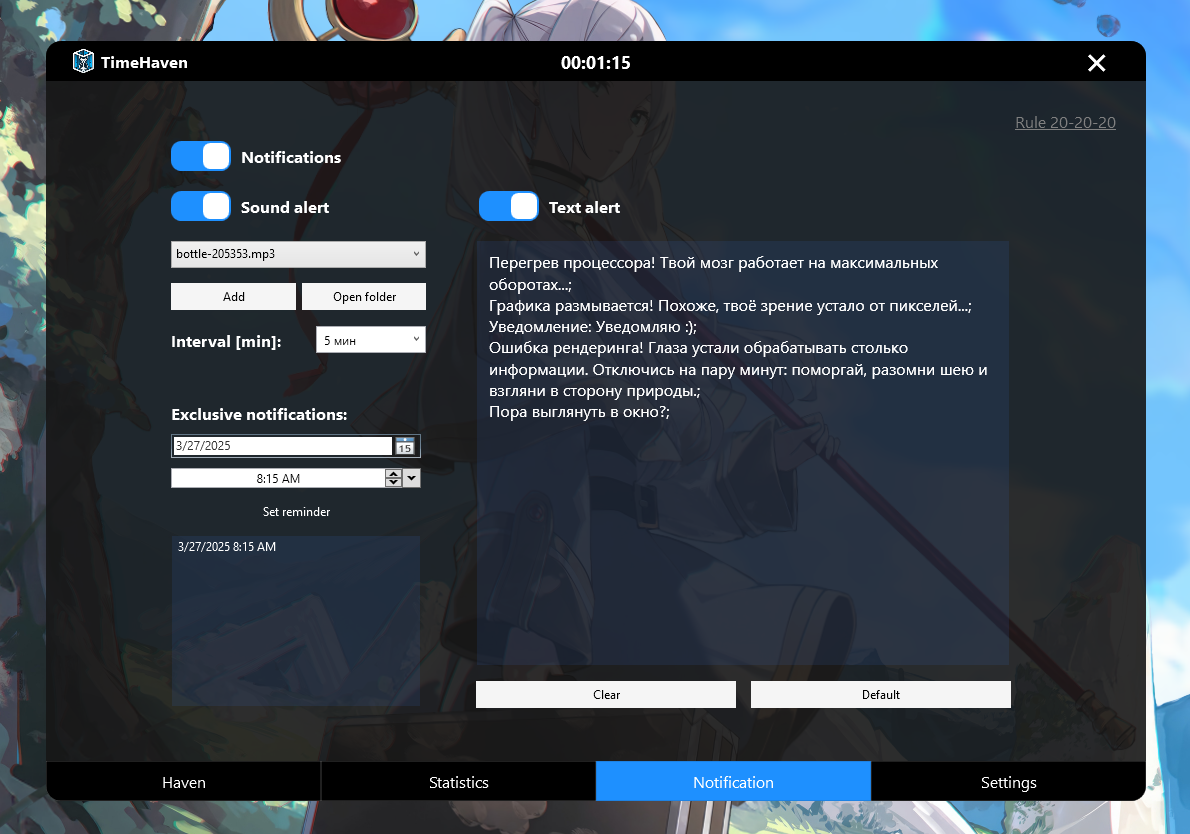 TimeHaven
00:01:15
Rule 20-20-20
Notifications
Sound alert
Text alert
bottle-205353.mp3
Add
Open folder
Interval [min]:
5 мин
Exclusive notifications:
3/27/2025
15
8:15 AM
Set reminder
3/27/2025 8:15 AM
Перегрев процессора! Твой мозг работает на максимальных
оборотах...;
Графика размывается! Похоже, твоё зрение устало от пикселей...;
Уведомление: Уведомляю :);
Ошибка рендеринга! Глаза устали обрабатывать столько
информации. Отключись на пару минут: поморгай, разомни шею и
взгляни в сторону природы.;
Пора выглянуть в окно?;
Clear
Default
Haven
Statistics
Notification
Settings